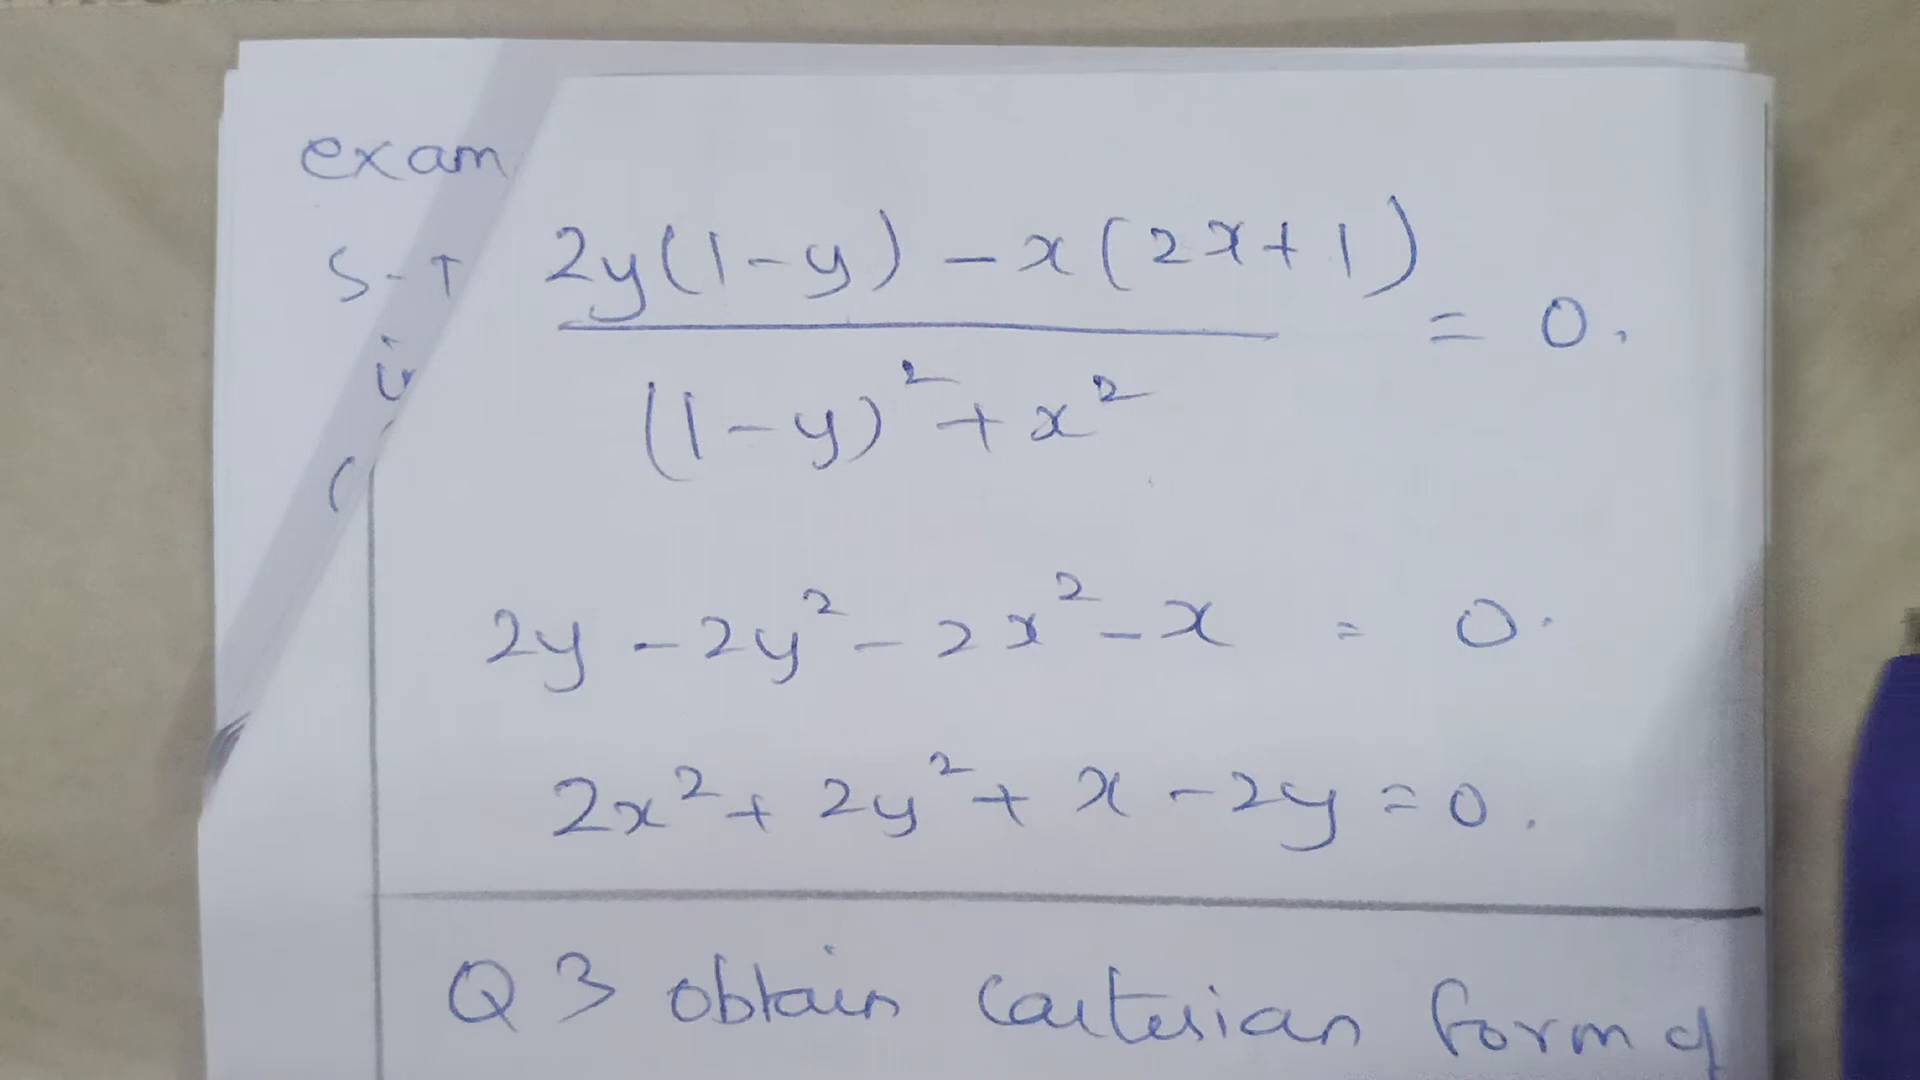 exam
S-T
2y(1-y) - x(2x+1)
= 0.
(1-y)² + x²
2y - 2y² - 2x² - x = 0.
2x² + 2y² + x - 2y = 0.
Q 3 obtain Cartesian form of